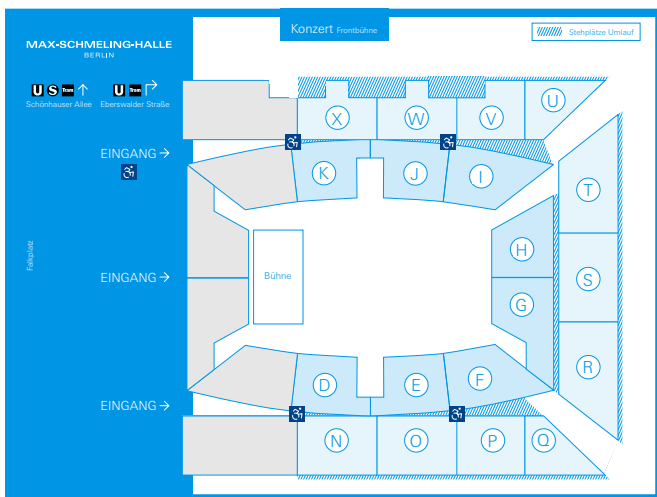 Konzert Frontbühne
Stehplätze Umlauf
MAX-SCHMELING-HALLE
BERLIN
U S Tram U Tram
Schönhauser Allee Eberswalder Straße
X W V U
EINGANG
K J I
T
Falkplatz
H
EINGANG
Bühne
S
G
R
D E F
EINGANG
N O P Q